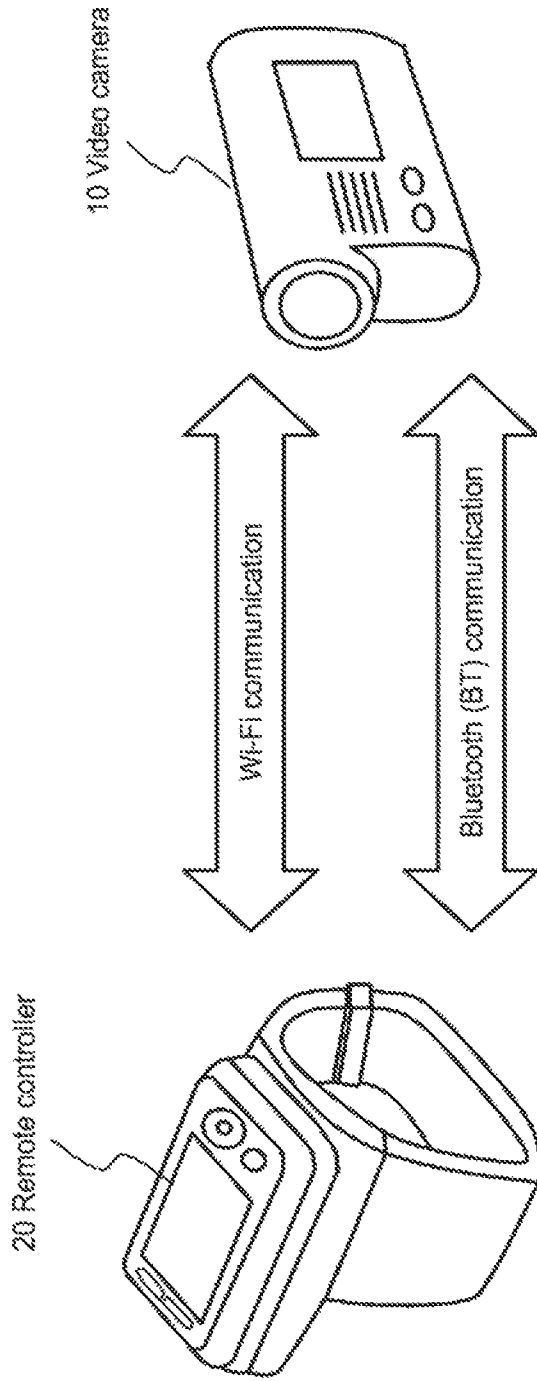 20 Remote controller
10 Video camera
Wi-Fi communication
Bluetooth (BT) communication